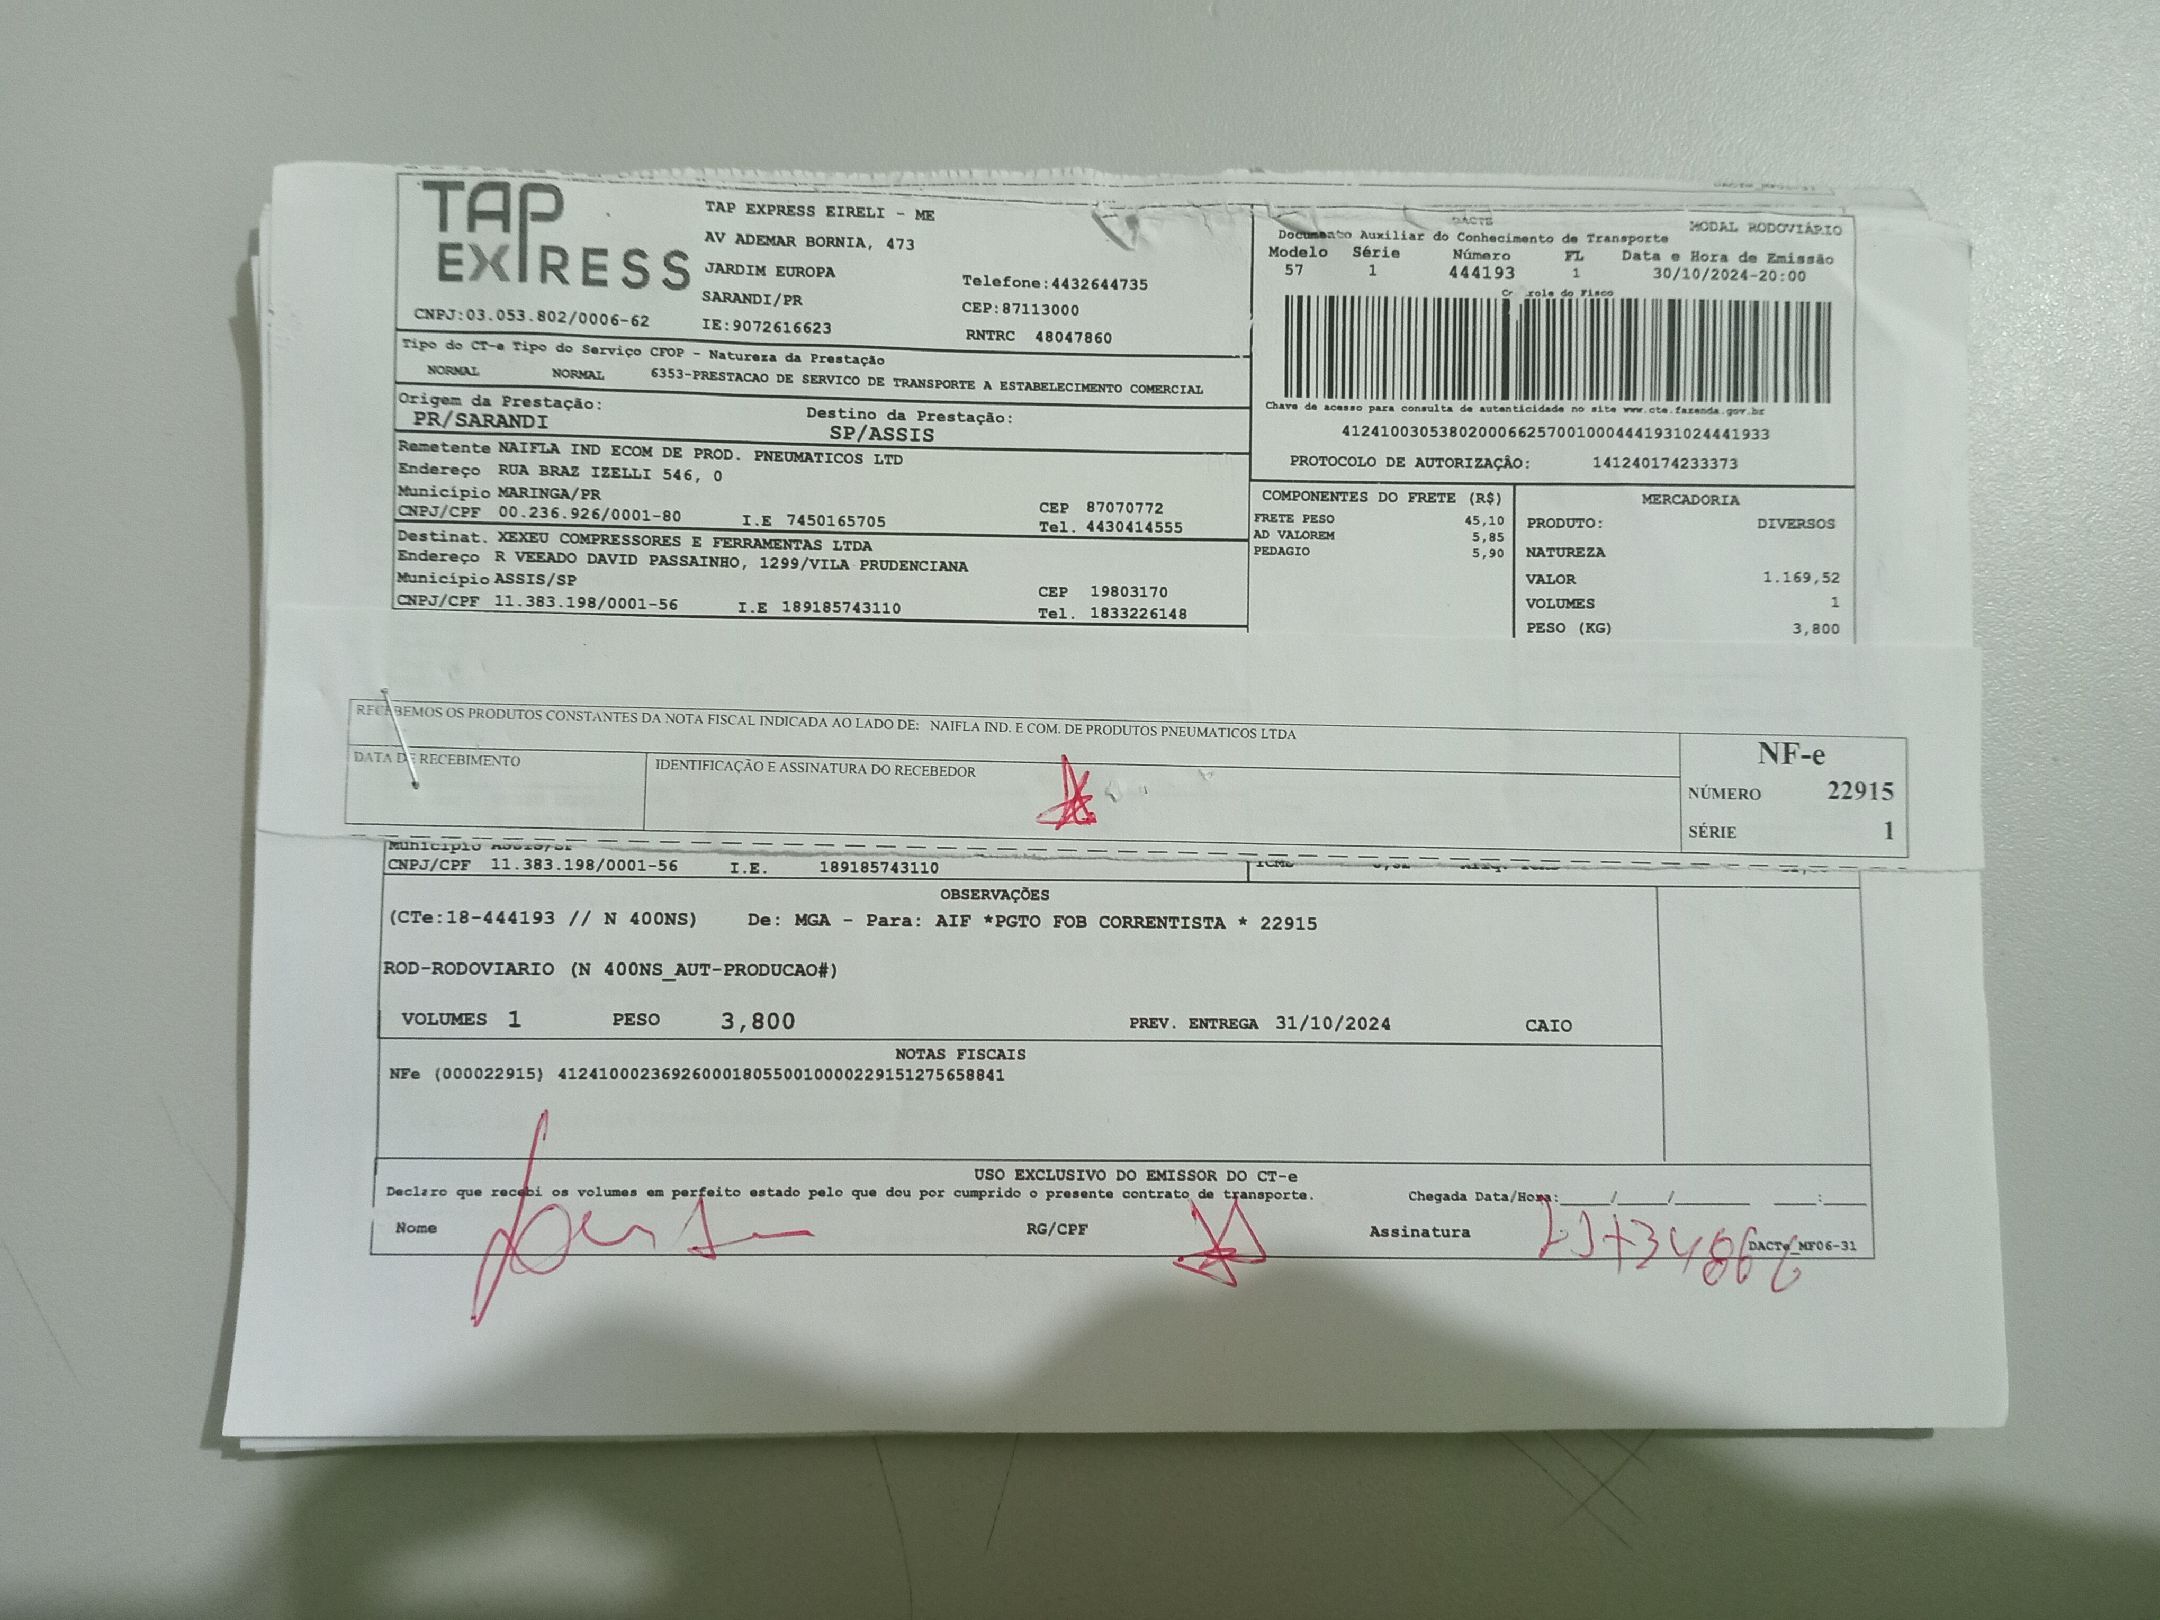 TAP EXPRESS
TAP EXPRESS EIRELI - ME
AV ADEMAR BORNIA, 473
JARDIM EUROPA
SARANDI/PR
IE:9072616623
CNPJ:03.053.802/0006-62
Telefone:4432644735
CEP:87113000
RNTRC 48047860
DACTE
MODAL RODOVIÁRIO
Documento Auxiliar do Conhecimento de Transporte
Modelo Série Número FL Data e Hora de Emissão
57 1 444193 1 30/10/2024-20:00
role do Fisco
Chave de acesso para consulta de autenticidade no site www.cte.fazenda.gov.br
41241003053802000662570010004441931024441933
PROTOCOLO DE AUTORIZAÇÂO: 141240174233373
Tipo do CT-e Tipo do Serviço CFOP - Natureza da Prestação
NORMAL NORMAL 6353-PRESTACAO DE SERVICO DE TRANSPORTE A ESTABELECIMENTO COMERCIAL
Origem da Prestação: Destino da Prestação:
PR/SARANDI SP/ASSIS
Remetente NAIFLA IND ECOM DE PROD. PNEUMATICOS LTD
Endereço RUA BRAZ IZELLI 546, 0
Município MARINGA/PR CEP 87070772
CNPJ/CPF 00.236.926/0001-80 I.E 7450165705 Tel. 4430414555
Destinat. XEXEU COMPRESSORES E FERRAMENTAS LTDA
Endereço R VEEADO DAVID PASSAINHO, 1299/VILA PRUDENCIANA
Município ASSIS/SP CEP 19803170
CNPJ/CPF 11.383.198/0001-56 I.E 189185743110 Tel. 1833226148
COMPONENTES DO FRETE (R$)
FRETE PESO 45,10
AD VALOREM 5,85
PEDAGIO 5,90
MERCADORIA
PRODUTO: DIVERSOS
NATUREZA
VALOR 1.169,52
VOLUMES 1
PESO (KG) 3,800
RECEBEMOS OS PRODUTOS CONSTANTES DA NOTA FISCAL INDICADA AO LADO DE: NAIFLA IND. E COM. DE PRODUTOS PNEUMATICOS LTDA
DATA DE RECEBIMENTO
IDENTIFICAÇÃO E ASSINATURA DO RECEBEDOR
NF-e
NÚMERO 22915
SÉRIE 1
Município ASSIS/SP
CNPJ/CPF 11.383.198/0001-56 I.E. 189185743110
OBSERVAÇÕES
(CTe:18-444193 // N 400NS) De: MGA - Para: AIF *PGTO FOB CORRENTISTA * 22915
ROD-RODOVIARIO (N 400NS_AUT-PRODUCAO#)
VOLUMES 1 PESO 3,800 PREV. ENTREGA 31/10/2024 CAIO
NOTAS FISCAIS
NFe (000022915) 41241000236926000180550010000229151275658841
USO EXCLUSIVO DO EMISSOR DO CT-e
Declaro que recebi os volumes em perfeito estado pelo que dou por cumprido o presente contrato de transporte.
Chegada Data/Hora:____/____/________ ____:____
Nome RG/CPF Assinatura
DACTe_MF06-31